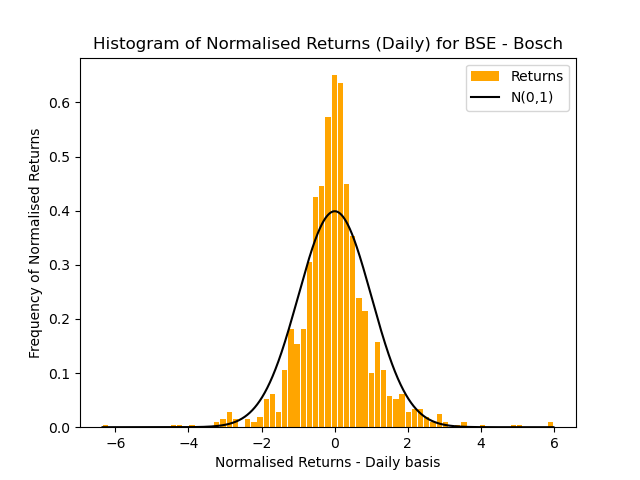 Histogram of Normalised Returns (Daily) for BSE - Bosch
Returns
N(0,1)
Frequency of Normalised Returns
0.6
0.5
0.4
0.3
0.2
0.1
0.0
−6
−4
−2
0
2
4
6
Normalised Returns - Daily basis